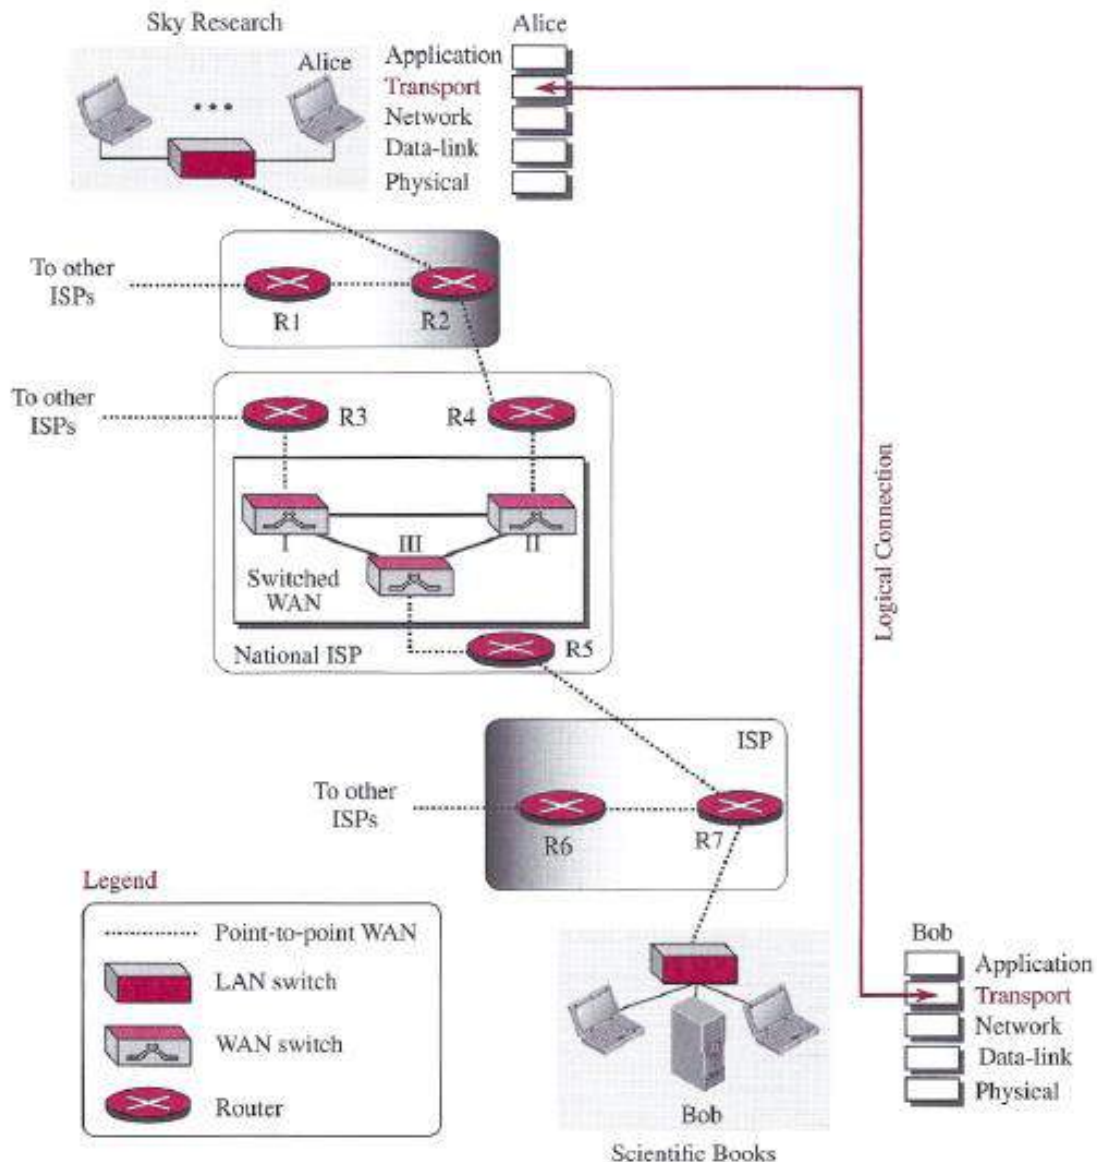 Sky Research
Alice
Alice
Application
Transport
Network
Data-link
Physical
To other
ISPs
R1
R2
To other
ISPs
R3
R4
I
III
II
Switched
WAN
National ISP
R5
Logical Connection
ISP
To other
ISPs
R6
R7
Legend
Point-to-point WAN
LAN switch
WAN switch
Router
Bob
Scientific Books
Bob
Application
Transport
Network
Data-link
Physical